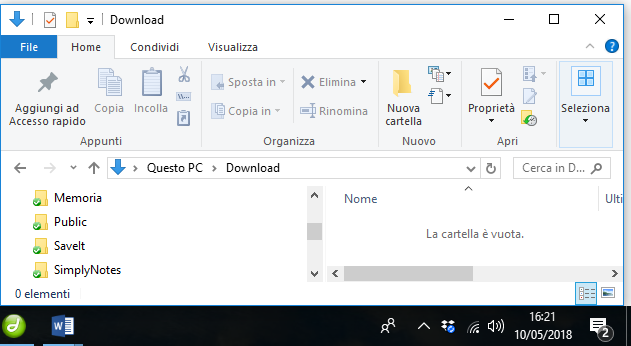 Download
File Home Condividi Visualizza
Aggiungi ad
Accesso rapido
Copia
Incolla
Appunti
Sposta in
Copia in
Elimina
Rinomina
Organizza
Nuova
cartella
Nuovo
Proprietà
Apri
Seleziona
Questo PC > Download
Cerca in D...
Memoria
Public
SaveIt
SimplyNotes
Nome Ulti
La cartella è vuota.
0 elementi
W
16:21
10/05/2018
2